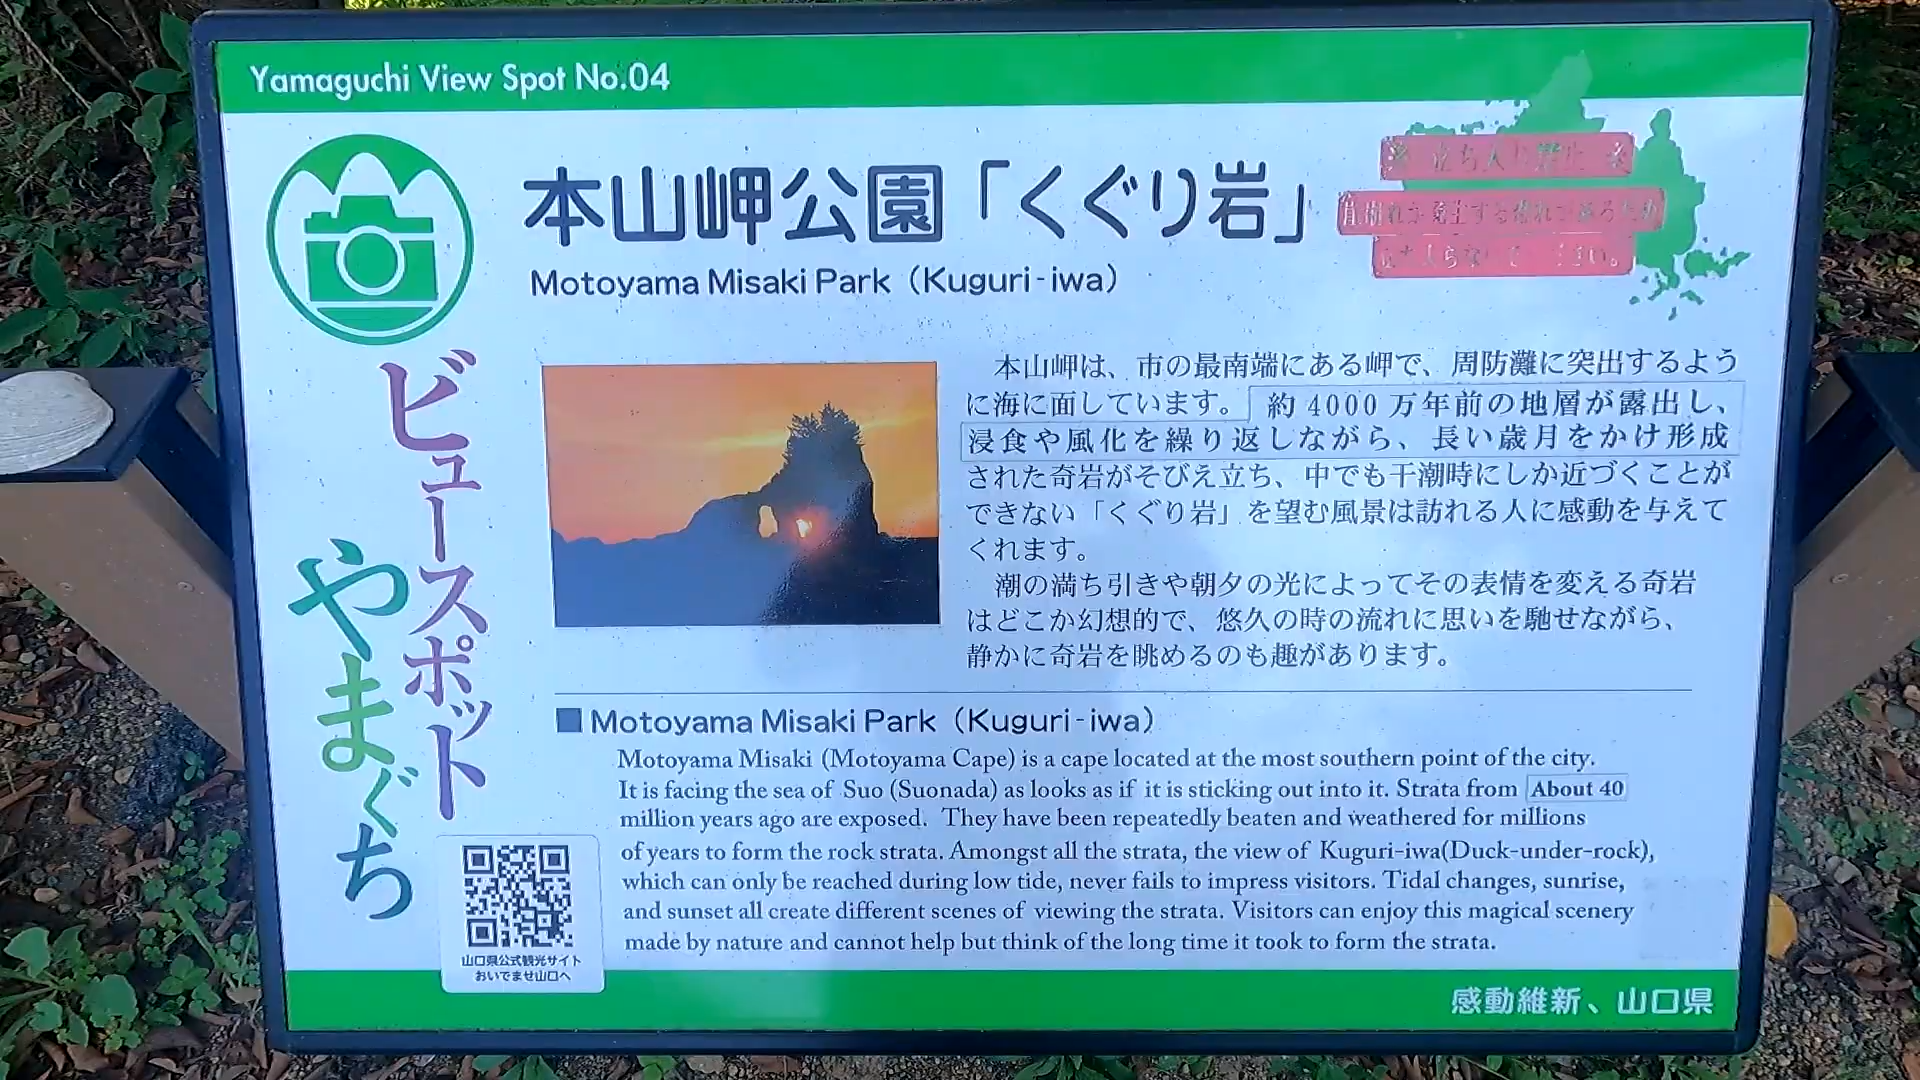 Yamaguchi View Spot No.04
本山岬公園「くぐり岩」
Motoyama Misaki Park（Kuguri-iwa）
ビュースポット
やまぐち
本山岬は、市の最南端にある岬で、周防灘に突出するよう
に海に面しています。約4000万年前の地層が露出し、
浸食や風化を繰り返しながら、長い歳月をかけ形成
された奇岩がそびえ立ち、中でも干潮時にしか近づくことが
できない「くぐり岩」を望む風景は訪れる人に感動を与えて
くれます。
潮の満ち引きや朝夕の光によってその表情を変える奇岩
はどこか幻想的で、悠久の時の流れに思いを馳せながら、
静かに奇岩を眺めるのも趣があります。
■Motoyama Misaki Park（Kuguri-iwa）
Motoyama Misaki (Motoyama Cape) is a cape located at the most southern point of the city.
It is facing the sea of Suo (Suonada) as looks as if it is sticking out into it. Strata from About 40
million years ago are exposed. They have been repeatedly beaten and weathered for millions
of years to form the rock strata. Amongst all the strata, the view of Kuguri-iwa(Duck-under-rock),
which can only be reached during low tide, never fails to impress visitors. Tidal changes, sunrise,
and sunset all create different scenes of viewing the strata. Visitors can enjoy this magical scenery
made by nature and cannot help but think of the long time it took to form the strata.
山口県公式観光サイト
おいでませ山口へ
感動維新、山口県